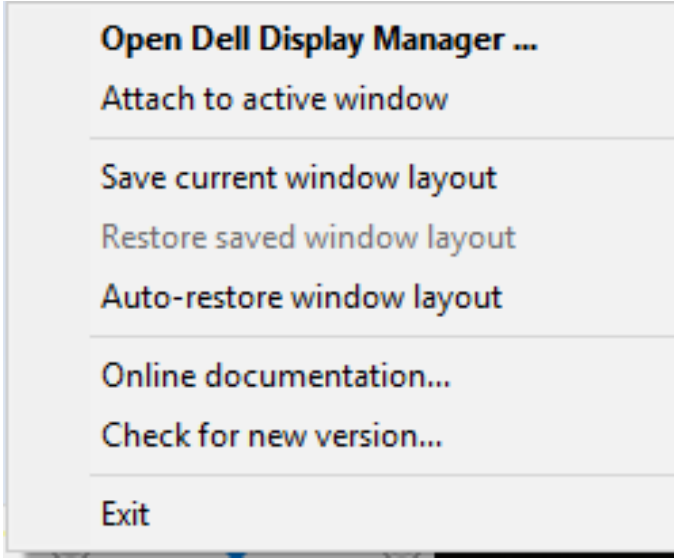 Open Dell Display Manager ...
Attach to active window
Save current window layout
Restore saved window layout
Auto-restore window layout
Online documentation...
Check for new version...
Exit